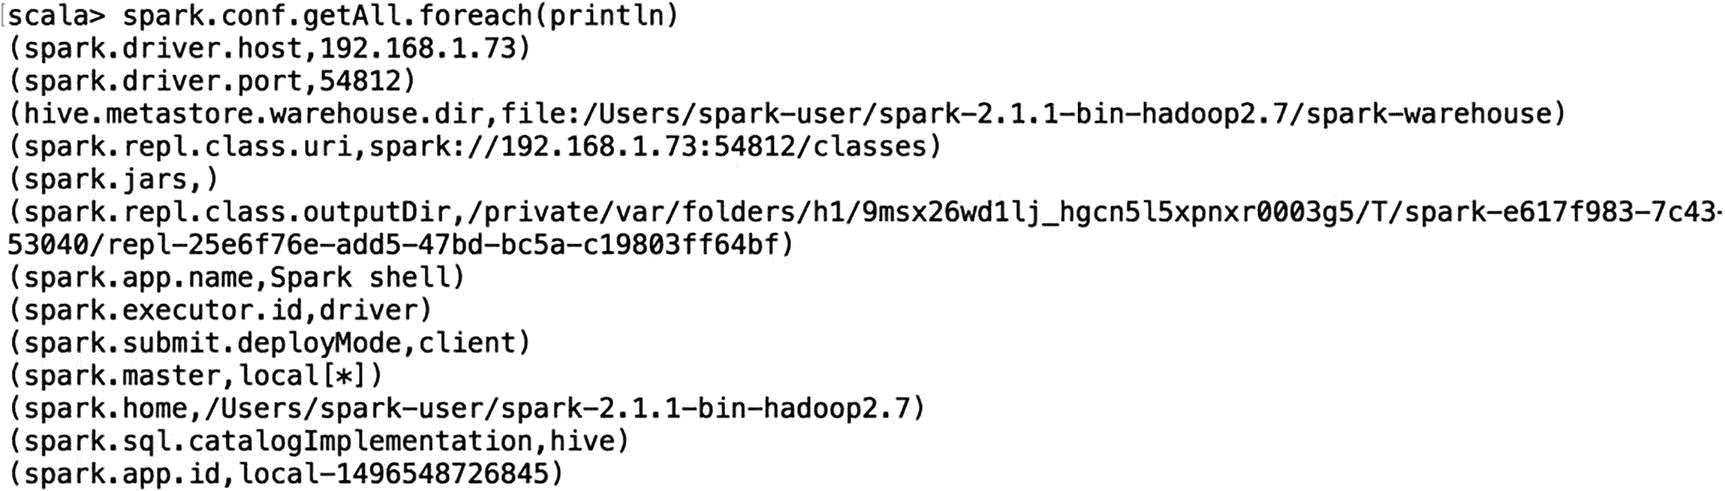 scala> spark.conf.getAll.foreach(println)
(spark.driver.host,192.168.1.73)
(spark.driver.port,54812)
(hive.metastore.warehouse.dir,file:/Users/spark-user/spark-2.1.1-bin-hadoop2.7/spark-warehouse)
(spark.repl.class.uri,spark://192.168.1.73:54812/classes)
(spark.jars,)
(spark.repl.class.outputDir,/private/var/folders/h1/9msx26wd1lj_hgcn5l5xpnxr0003g5/T/spark-e617f983-7c43-
53040/repl-25e6f76e-add5-47bd-bc5a-c19803ff64bf)
(spark.app.name,Spark shell)
(spark.executor.id,driver)
(spark.submit.deployMode,client)
(spark.master,local[*])
(spark.home,/Users/spark-user/spark-2.1.1-bin-hadoop2.7)
(spark.sql.catalogImplementation,hive)
(spark.app.id,local-1496548726845)